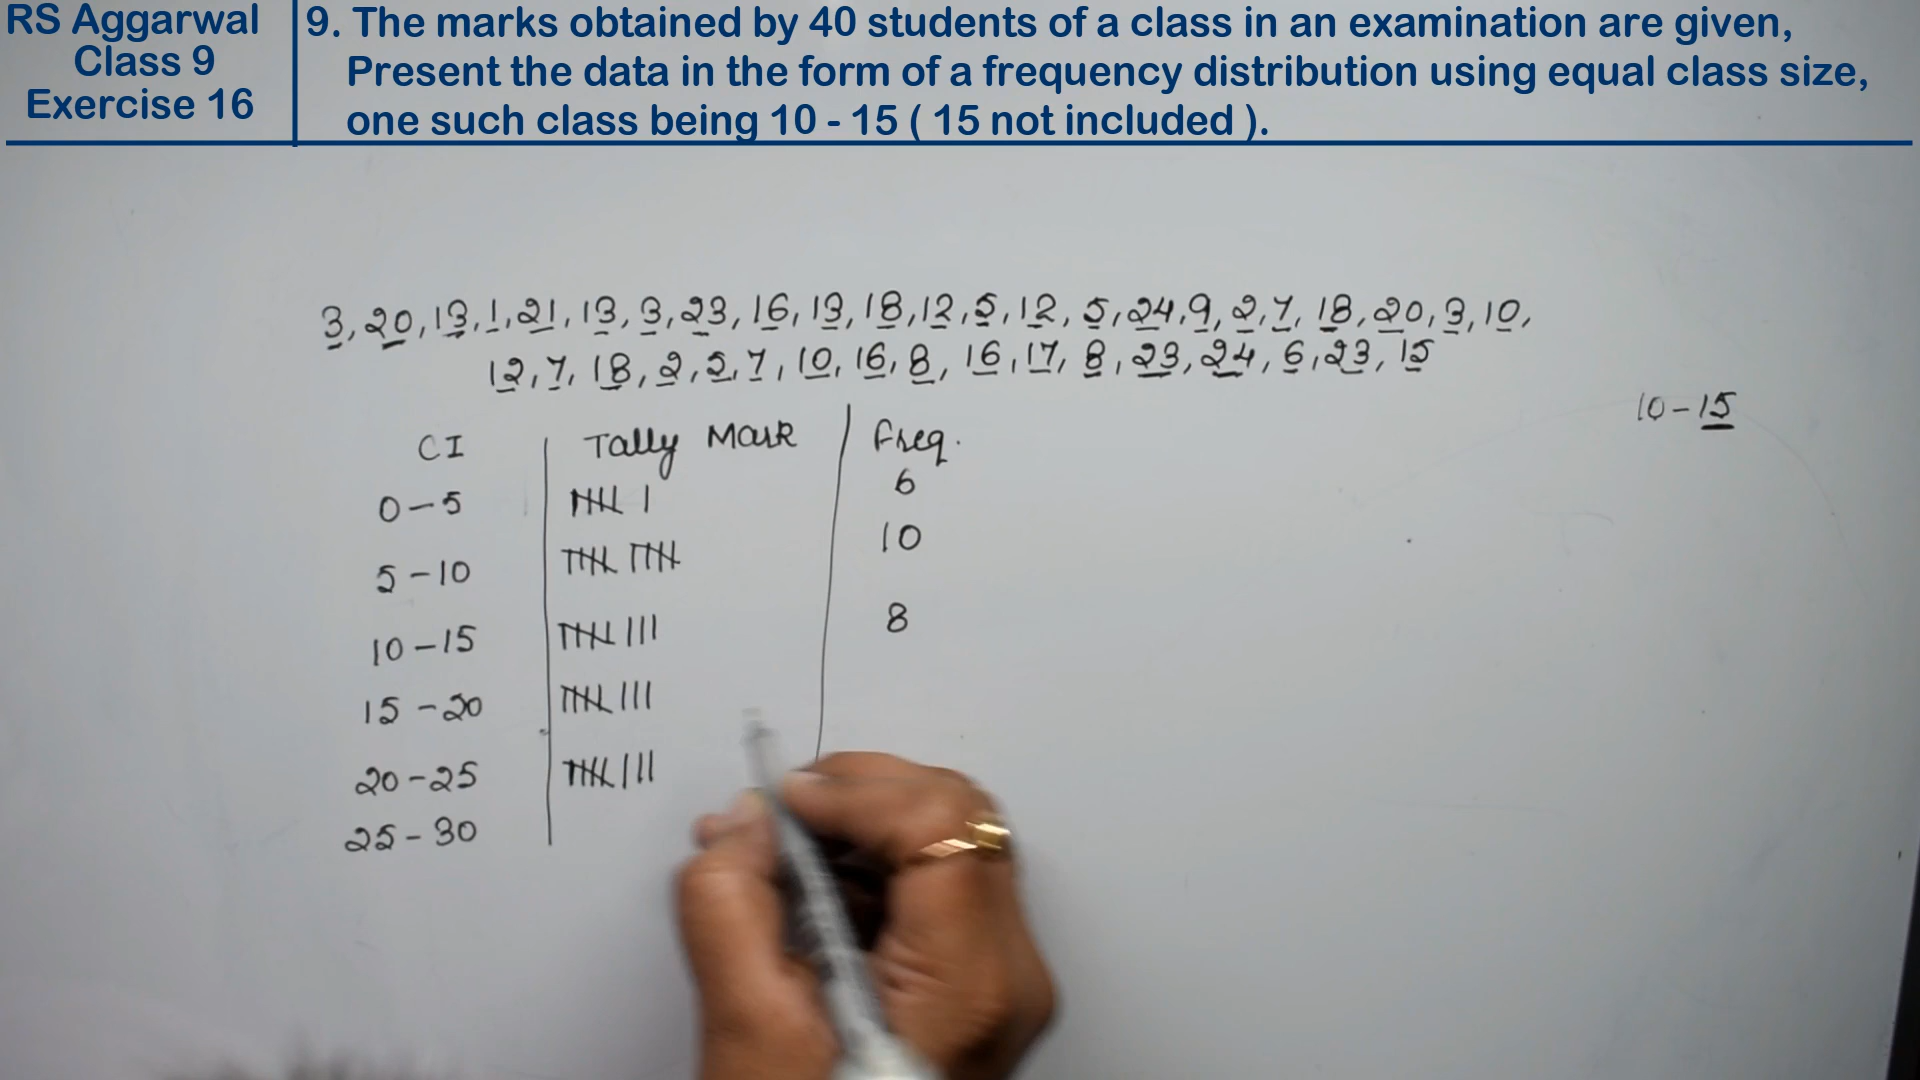 RS Aggarwal
Class 9
Exercise 16
9. The marks obtained by 40 students of a class in an examination are given,
Present the data in the form of a frequency distribution using equal class size,
one such class being 10 - 15 ( 15 not included ).
3, 20, 13, 1, 21, 13, 3, 23, 16, 13, 18, 12, 5, 12, 5, 24, 9, 2, 7, 18, 20, 3, 10,
12, 7, 18, 2, 5, 7, 10, 16, 8, 16, 17, 8, 23, 24, 6, 23, 15
10-15
CI Tally Mark Freq.
0-5 6
5-10 10
10-15 8
15-20
20-25
25-30